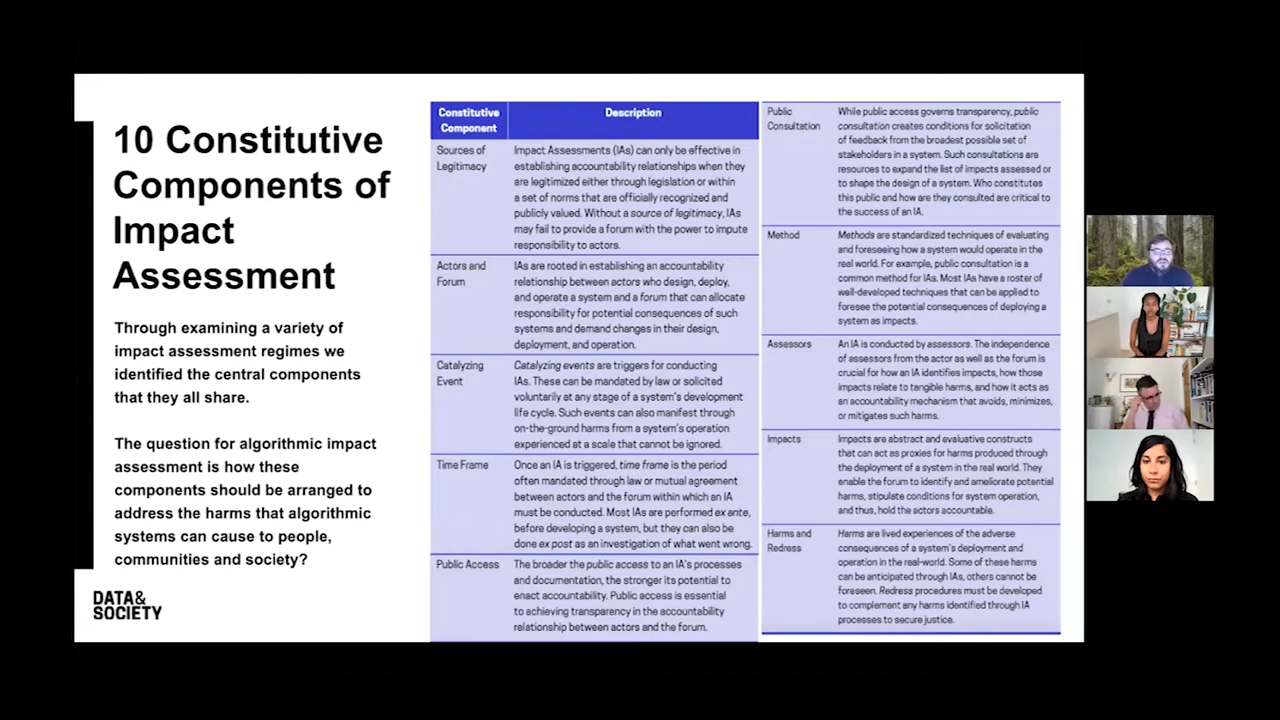 10 Constitutive
Components of
Impact
Assessment
Through examining a variety of
impact assessment regimes we
identified the central components
that they all share.
The question for algorithmic impact
assessment is how these
components should be arranged to
address the harms that algorithmic
systems can cause to people,
communities and society?
DATA&
SOCIETY
Constitutive
Component
Description
Sources of
Legitimacy
Impact Assessments (IAs) can only be effective in
establishing accountability relationships when they
are legitimized either through legislation or within
a set of norms that are officially recognized and
publicly valued. Without a source of legitimacy, IAs
may fail to provide a forum with the power to impute
responsibility to actors.
Actors and
Forum
IAs are rooted in establishing an accountability
relationship between actors who design, deploy,
and operate a system and a forum that can allocate
responsibility for potential consequences of such
systems and demand changes in their design,
deployment, and operation.
Catalyzing
Event
Catalyzing events are triggers for conducting
IAs. These can be mandated by law or solicited
voluntarily at any stage of a system's development
life cycle. Such events can also manifest through
on-the-ground harms from a system's operation
experienced at a scale that cannot be ignored.
Time Frame
Once an IA is triggered, time frame is the period
often mandated through law or mutual agreement
between actors and the forum within which an IA
must be conducted. Most IAs are performed ex ante,
before developing a system, but they can also be
done ex post as an investigation of what went wrong.
Public Access
The broader the public access to an IA's processes
and documentation, the stronger its potential to
enact accountability. Public access is essential
to achieving transparency in the accountability
relationship between actors and the forum.
Public
Consultation
While public access governs transparency, public
consultation creates conditions for solicitation
of feedback from the broadest possible set of
stakeholders in a system. Such consultations are
resources to expand the list of impacts assessed or
to shape the design of a system. Who constitutes
this public and how are they consulted are critical to
the success of an IA.
Method
Methods are standardized techniques of evaluating
and foreseeing how a system would operate in the
real world. For example, public consultation is a
common method for IAs. Most IAs have a roster of
well-developed techniques that can be applied to
foresee the potential consequences of deploying a
system as impacts.
Assessors
An IA is conducted by assessors. The independence
of assessors from the actor as well as the forum is
crucial for how an IA identifies impacts, how those
impacts relate to tangible harms, and how it acts as
an accountability mechanism that avoids, minimizes,
or mitigates such harms.
Impacts
Impacts are abstract and evaluative constructs
that can act as proxies for harms produced through
the deployment of a system in the real world. They
enable the forum to identify and ameliorate potential
harms, stipulate conditions for system operation,
and thus, hold the actors accountable.
Harms and
Redress
Harms are lived experiences of the adverse
consequences of a system's deployment and
operation in the real-world. Some of these harms
can be anticipated through IAs, others cannot be
foreseen. Redress procedures must be developed
to complement any harms identified through IA
processes to secure justice.